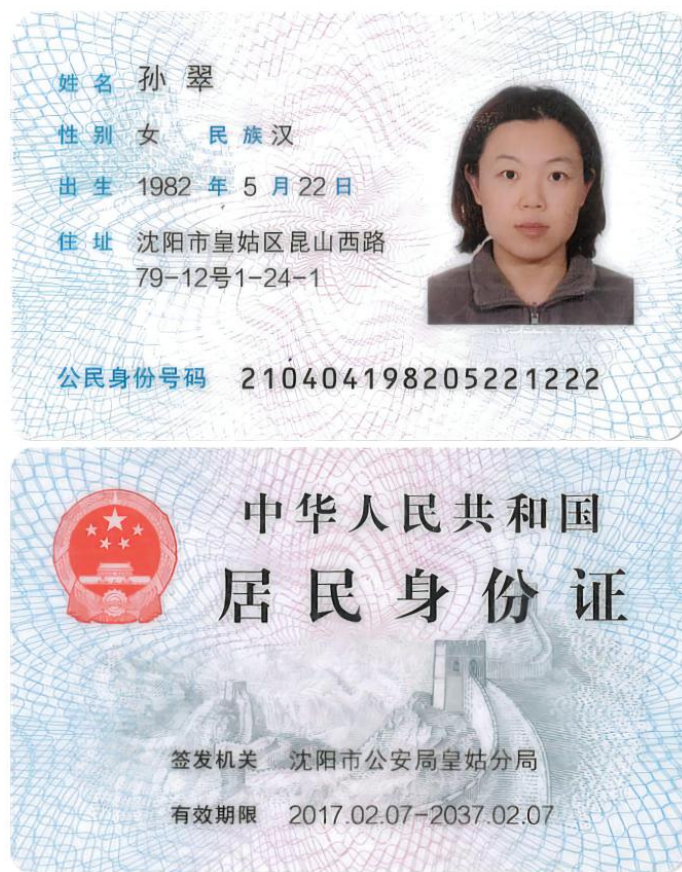 姓名 孙翠
性别 女 民族 汉
出生 1982 年 5 月 22 日
住址 沈阳市皇姑区昆山西路
79-12号1-24-1
公民身份号码 210404198205221222
中华人民共和国
居民身份证
签发机关 沈阳市公安局皇姑分局
有效期限 2017.02.07-2037.02.07